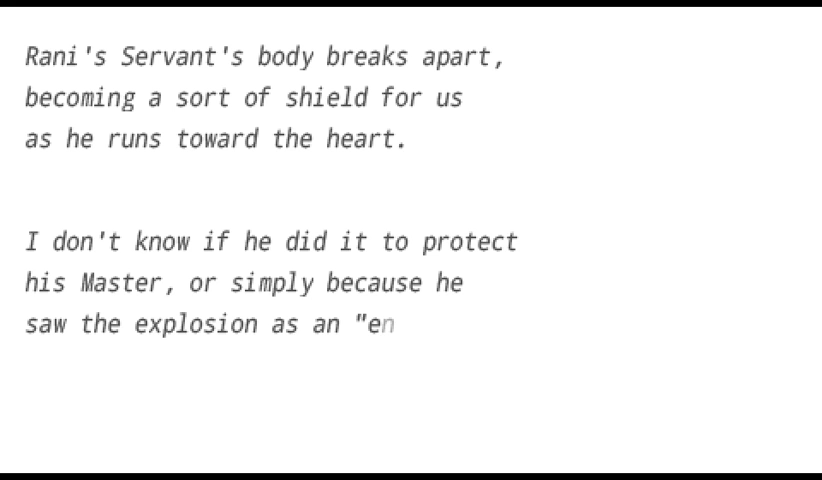 Rani's Servant's body breaks apart,
becoming a sort of shield for us
as he runs toward the heart.
I don't know if he did it to protect
his Master, or simply because he
saw the explosion as an "en